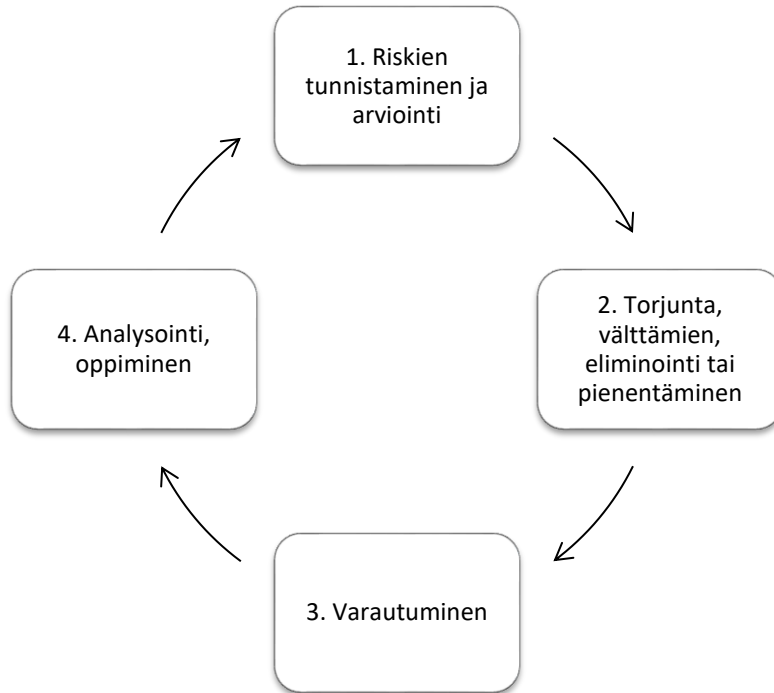 1. Riskien
tunnistaminen ja
arviointi
2. Torjunta,
välttämien,
eliminointi tai
pienentäminen
3. Varautuminen
4. Analysointi,
oppiminen